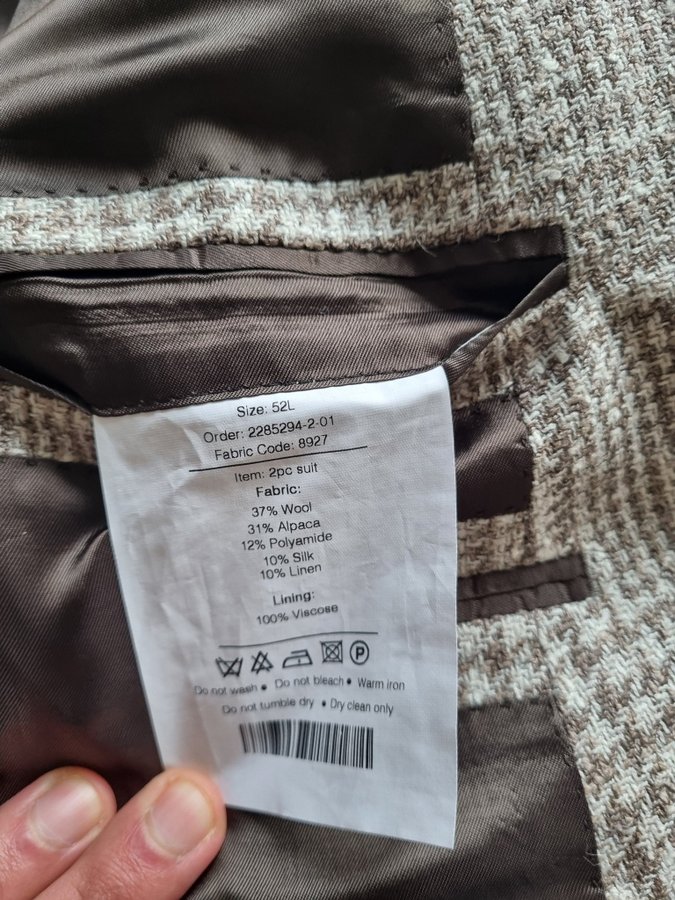 Size: 52L
Order: 2285294-2-01
Fabric Code: 8927
Item: 2pc suit
Fabric:
37% Wool
31% Alpaca
12% Polyamide
10% Silk
10% Linen
Lining:
100% Viscose
P
Do not wash • Do not bleach • Warm iron
Do not tumble dry • Dry clean only